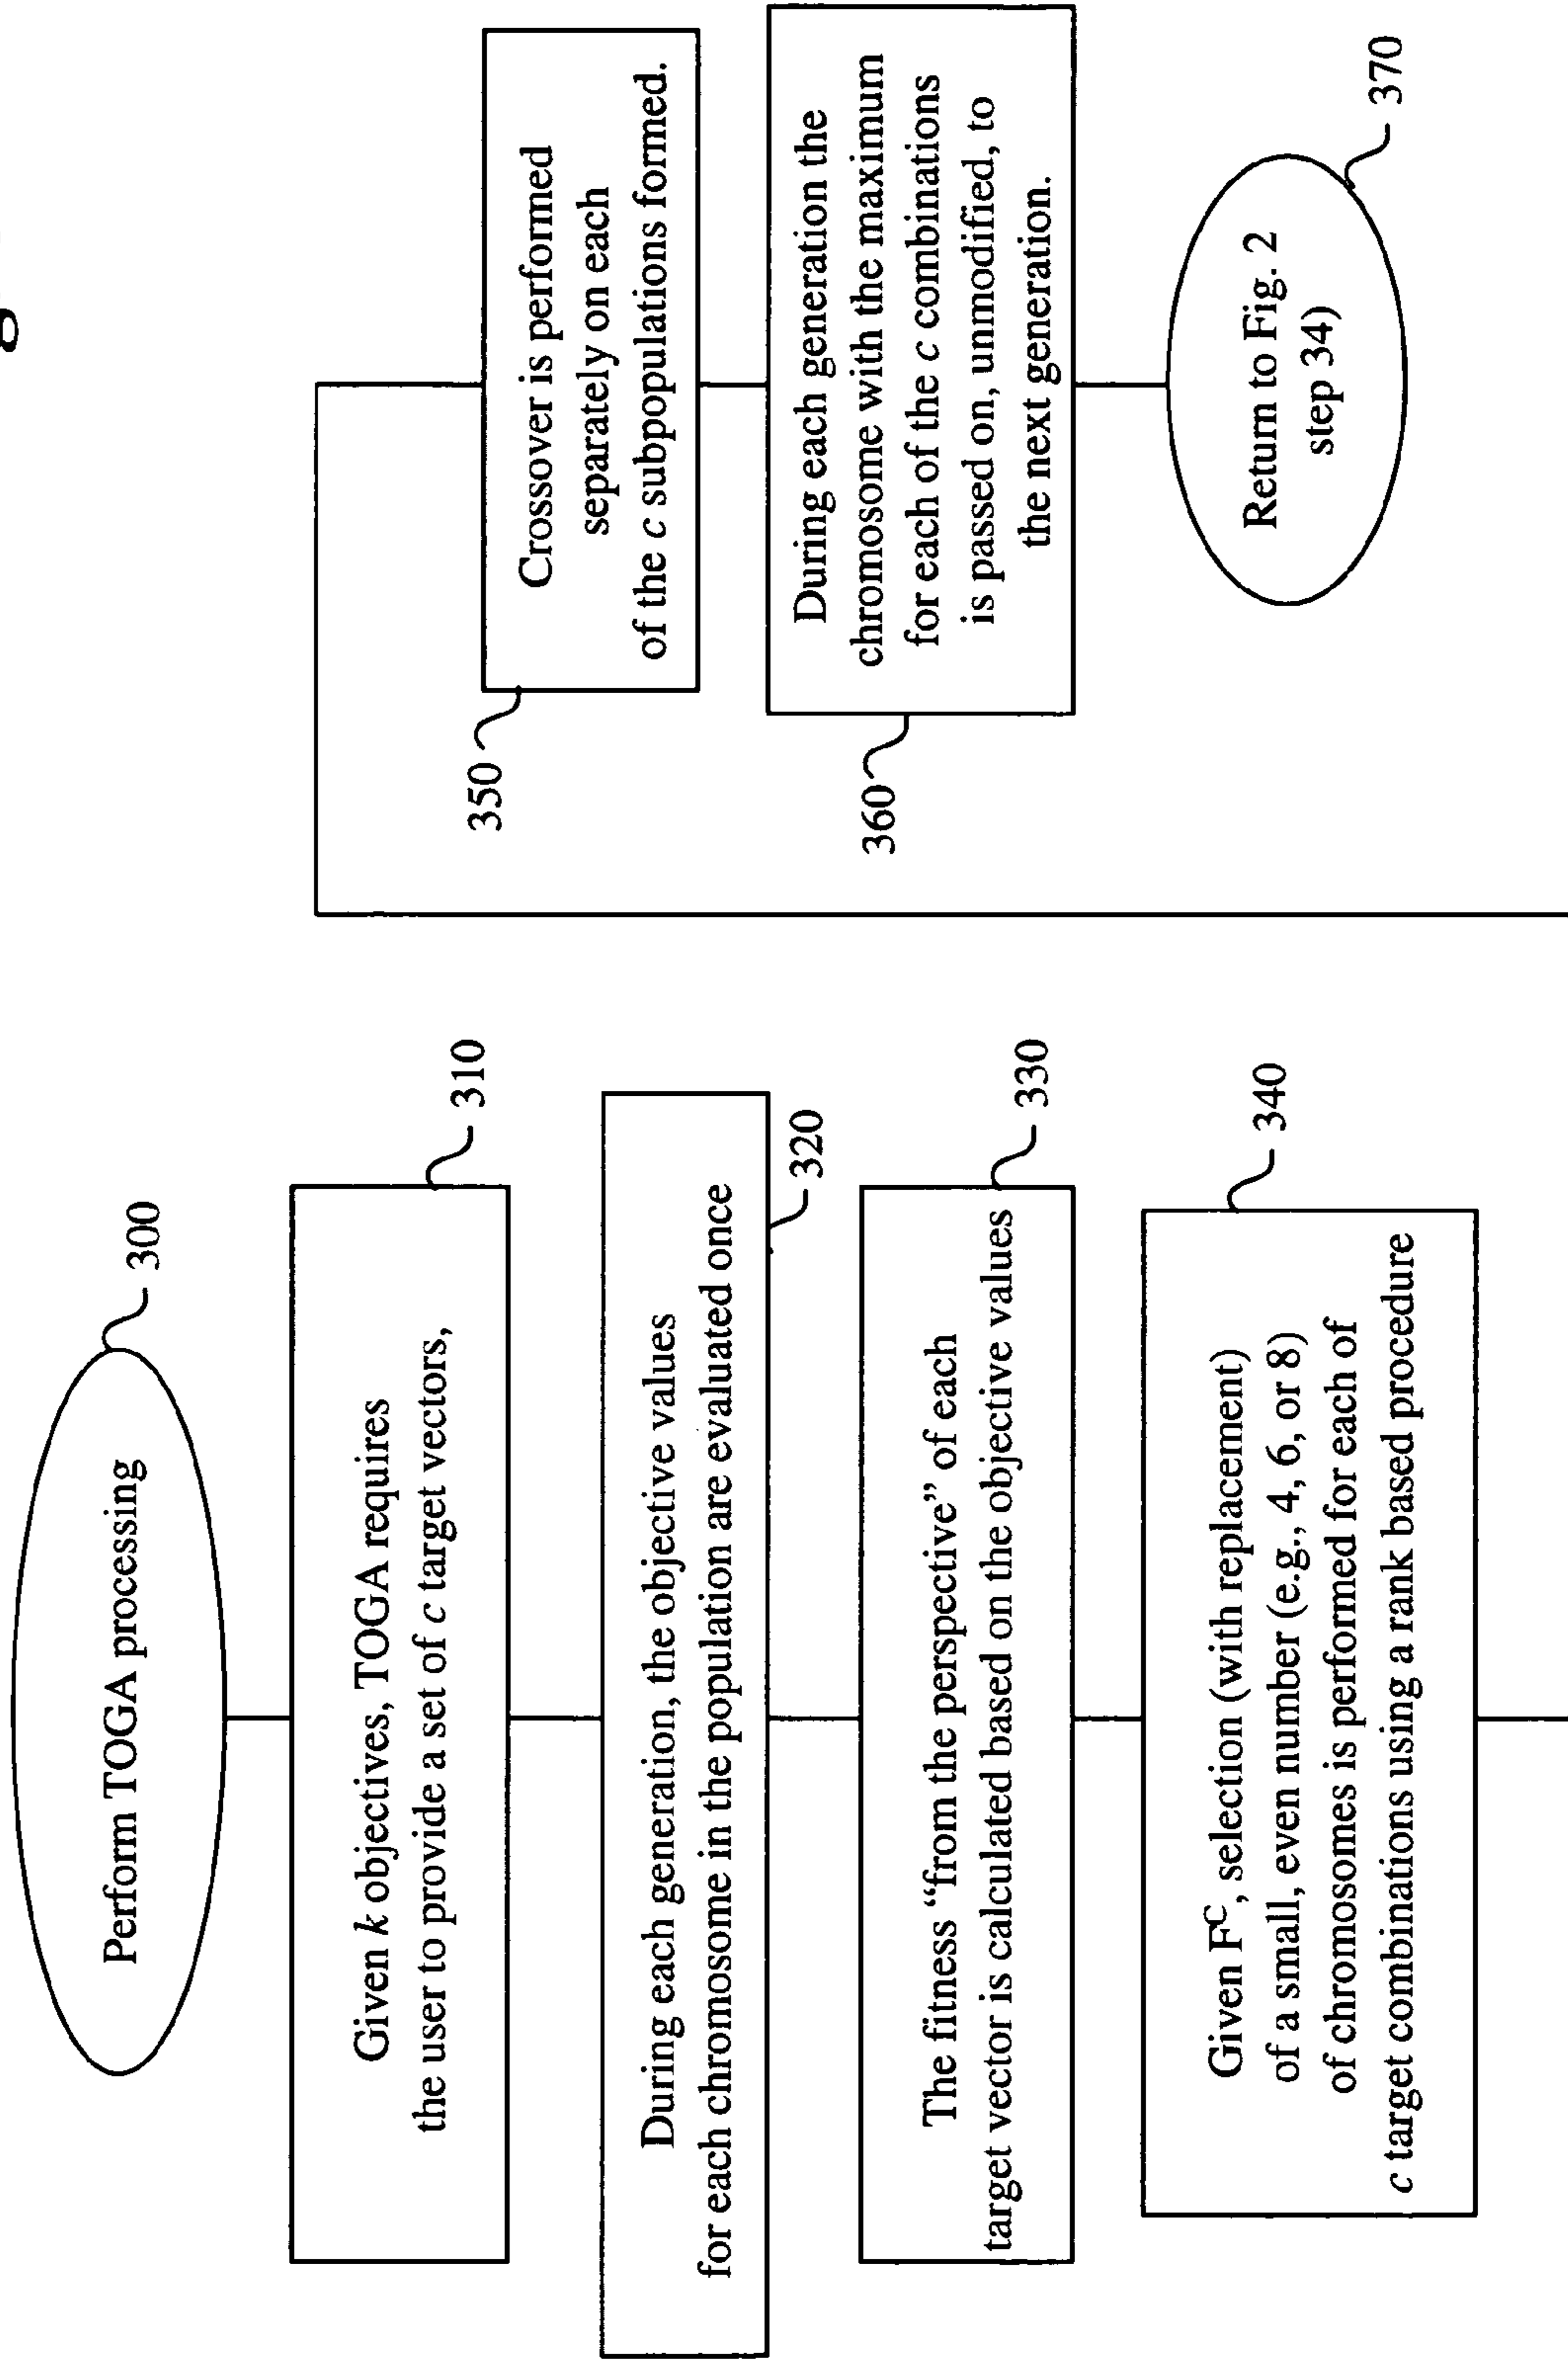 300
Perform TOGA processing
310
Given k objectives, TOGA requires
the user to provide a set of c target vectors,
320
During each generation, the objective values
for each chromosome in the population are evaluated once
330
The fitness “from the perspective” of each
target vector is calculated based on the objective values
340
Given F^C, selection (with replacement)
of a small, even number (e.g., 4, 6, or 8)
of chromosomes is performed for each of
c target combinations using a rank based procedure
350
Crossover is performed
separately on each
of the c subpopulations formed.
360
During each generation the
chromosome with the maximum
for each of the c combinations
is passed on, unmodified, to
the next generation.
370
Return to Fig. 2
step 34)